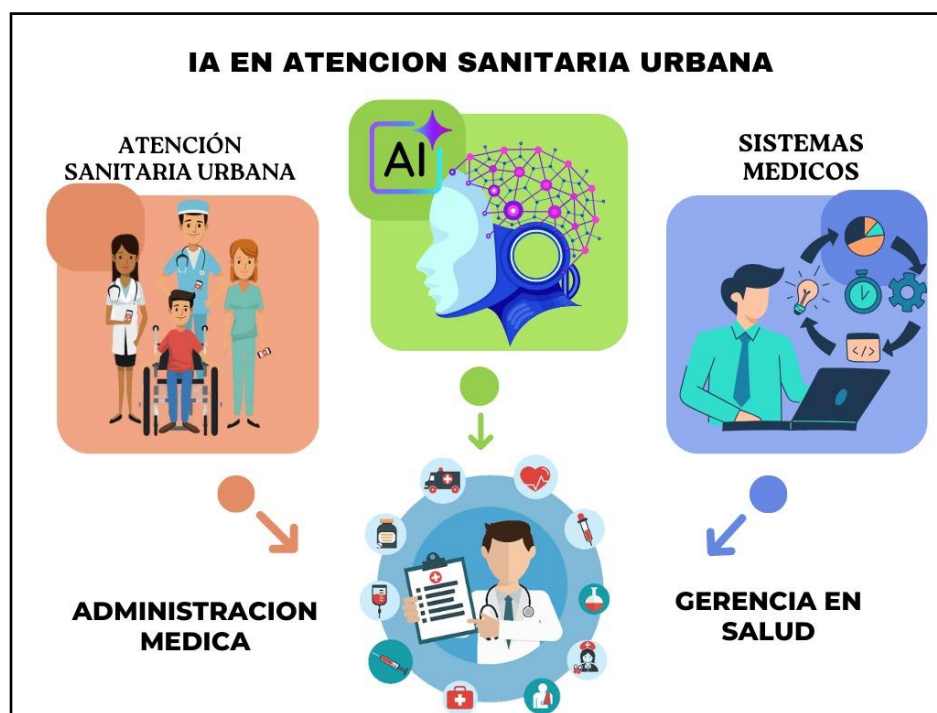 IA EN ATENCION SANITARIA URBANA
ATENCIÓN
SANITARIA URBANA
AI
SISTEMAS
MEDICOS
</>
ADMINISTRACION
MEDICA
GERENCIA EN
SALUD